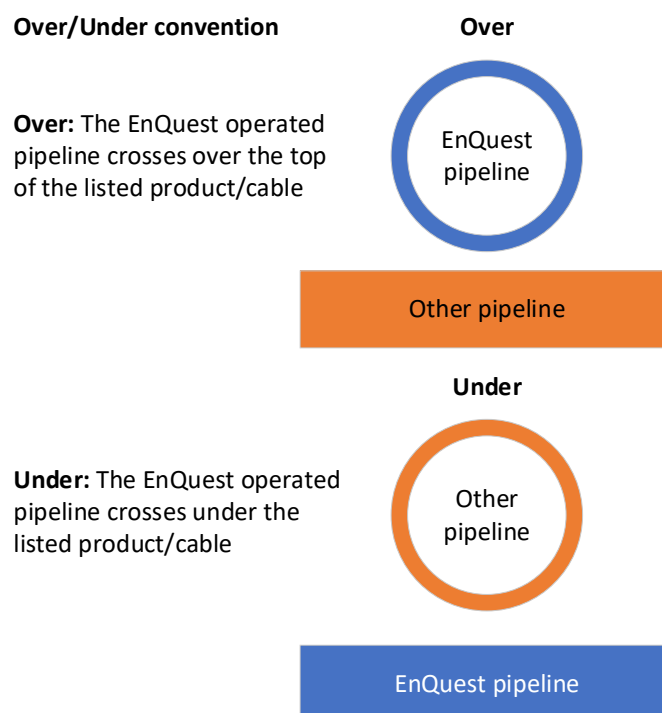 Over/Under convention
Over
Over: The EnQuest operated
pipeline crosses over the top
of the listed product/cable
EnQuest
pipeline
Other pipeline
Under
Under: The EnQuest operated
pipeline crosses under the
listed product/cable
Other
pipeline
EnQuest pipeline